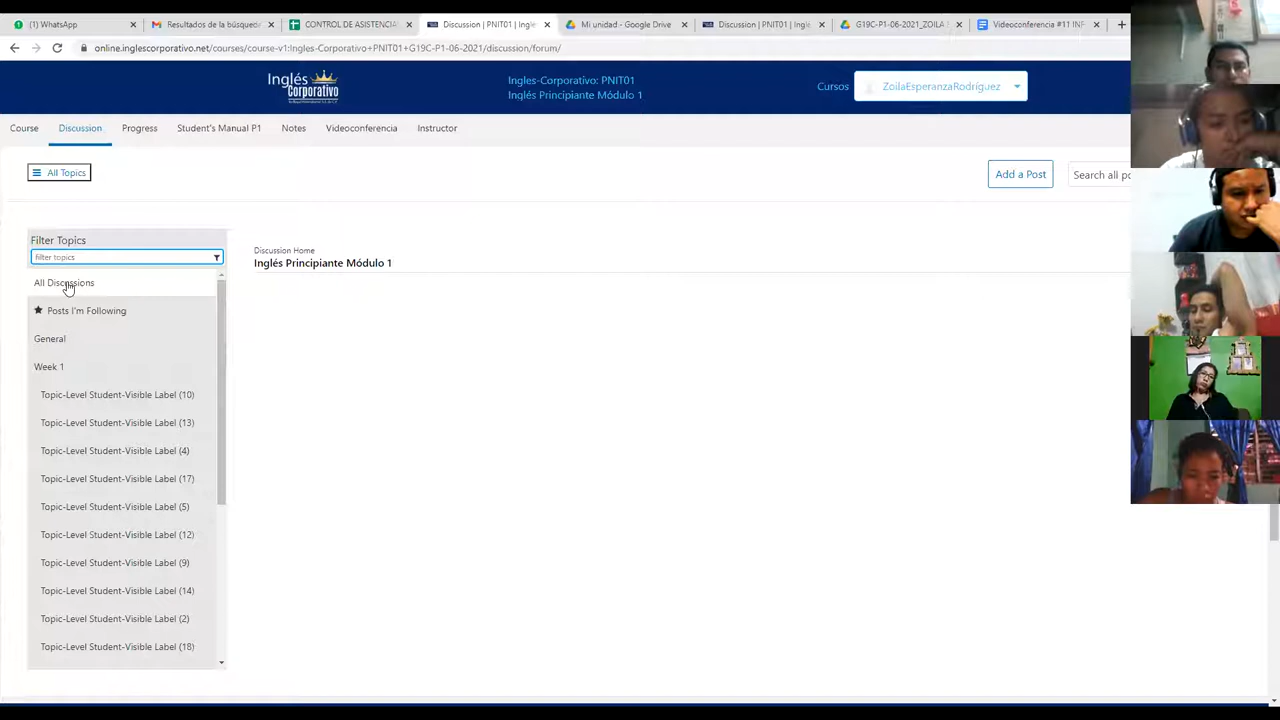 (1) WhatsApp
Resultados de la búsqued
CONTROL DE ASISTENCIA
Discussion | PNIT01 | Ingle
Mi unidad - Google Drive
Discussion | PNIT01 | Ingle
G19C-P1-06-2021_ZOILA
Videoconferencia #11 INF
online.inglescorporativo.net/courses/course-v1:Ingles-Corporativo+PNIT01+G19C-P1-06-2021/discussion/forum/
Inglés
Corporativo
Ingles-Corporativo: PNIT01
Inglés Principiante Módulo 1
Cursos
ZoilaEsperanzaRodriguez
Course
Discussion
Progress
Student's Manual P1
Notes
Videoconferencia
Instructor
All Topics
Add a Post
Search all po
Filter Topics
filter topics
All Discussions
Posts I'm Following
General
Week 1
Topic-Level Student-Visible Label (10)
Topic-Level Student-Visible Label (13)
Topic-Level Student-Visible Label (4)
Topic-Level Student-Visible Label (17)
Topic-Level Student-Visible Label (5)
Topic-Level Student-Visible Label (12)
Topic-Level Student-Visible Label (9)
Topic-Level Student-Visible Label (14)
Topic-Level Student-Visible Label (2)
Topic-Level Student-Visible Label (18)
Discussion Home
Inglés Principiante Módulo 1